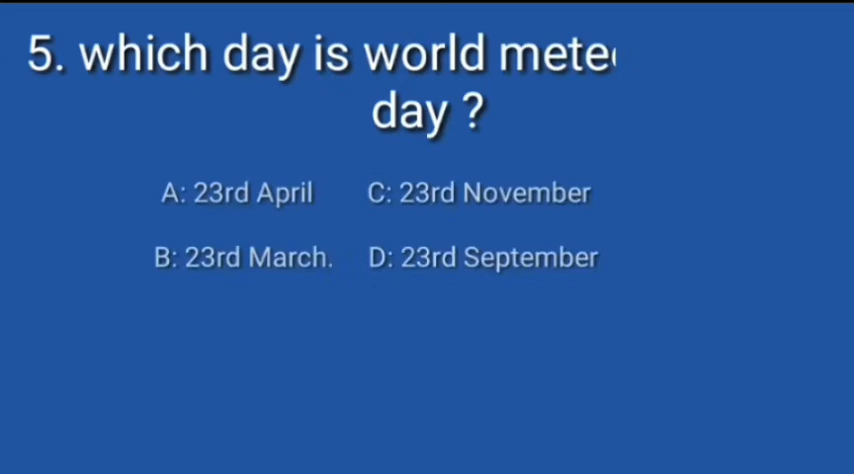 5. which day is world
day ?
A: 23rd April C: 23rd November
B: 23rd March. D: 23rd September